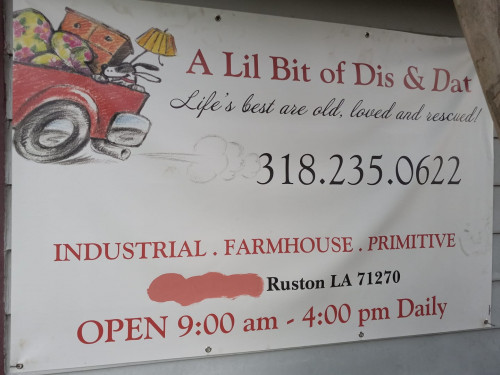 A Lil Bit of Dis & Dat
Life's best are old, loved and rescued!
318.235.0622
INDUSTRIAL . FARMHOUSE . PRIMITIVE
Ruston LA 71270
OPEN 9:00 am - 4:00 pm Daily